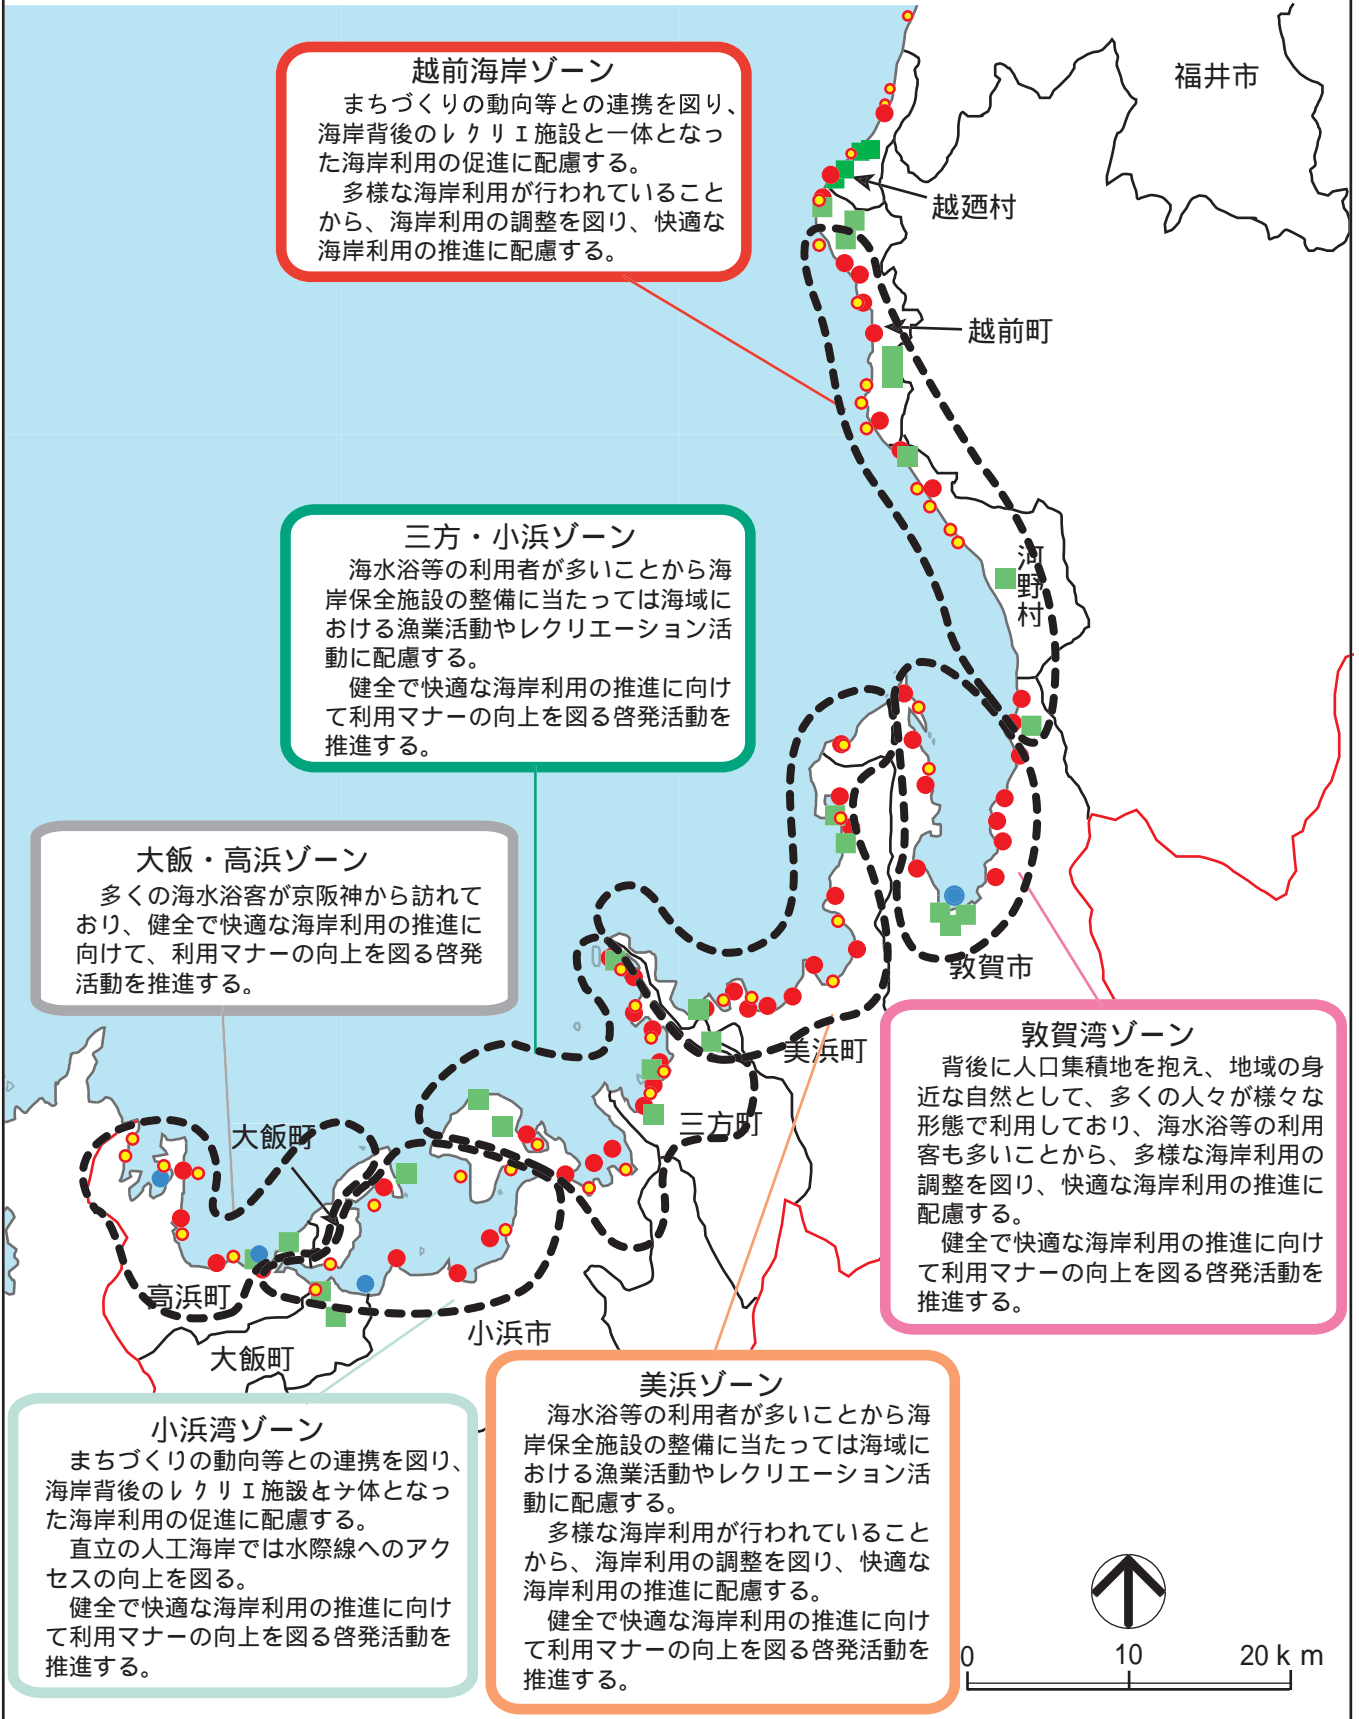 越前海岸ゾーン
まちづくりの動向等との連携を図り、
海岸背後のレクリエ施設と一体となっ
た海岸利用の促進に配慮する。
多様な海岸利用が行われていること
から、海岸利用の調整を図り、快適な
海岸利用の推進に配慮する。
福井市
越廼村
越前町
三方・小浜ゾーン
海水浴等の利用者が多いことから海
岸保全施設の整備に当たっては海域に
おける漁業活動やレクリエーション活
動に配慮する。
健全で快適な海岸利用の推進に向け
て利用マナーの向上を図る啓発活動を
推進する。
河野村
大飯・高浜ゾーン
多くの海水浴客が京阪神から訪れて
おり、健全で快適な海岸利用の推進に
向けて、利用マナーの向上を図る啓発
活動を推進する。
敦賀市
美浜町
三方町
大飯町
高浜町
小浜市
大飯町
敦賀湾ゾーン
背後に人口集積地を抱え、地域の身
近な自然として、多くの人々が様々な
形態で利用しており、海水浴等の利用
客も多いことから、多様な海岸利用の
調整を図り、快適な海岸利用の推進に
配慮する。
健全で快適な海岸利用の推進に向け
て利用マナーの向上を図る啓発活動を
推進する。
小浜湾ゾーン
まちづくりの動向等との連携を図り、
海岸背後のレクリエ施設と一体となっ
た海岸利用の促進に配慮する。
直立の人工海岸では水際線へのアク
セスの向上を図る。
健全で快適な海岸利用の推進に向け
て利用マナーの向上を図る啓発活動を
推進する。
美浜ゾーン
海水浴等の利用者が多いことから海
岸保全施設の整備に当たっては海域に
おける漁業活動やレクリエーション活
動に配慮する。
多様な海岸利用が行われていること
から、海岸利用の調整を図り、快適な
海岸利用の推進に配慮する。
健全で快適な海岸利用の推進に向け
て利用マナーの向上を図る啓発活動を
推進する。
0 10 20 k m